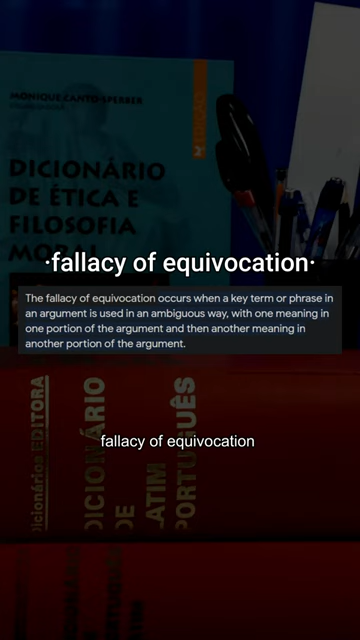 MONIQUE CANTO-SPERBER
DICIONÁRIO
DE ÉTICA E
FILOSOFIA
MORAL
·fallacy of equivocation·
The fallacy of equivocation occurs when a key term or phrase in
an argument is used in an ambiguous way, with one meaning in
one portion of the argument and then another meaning in
another portion of the argument.
fallacy of equivocation
Dicionários EDITORA
DICIONÁRIO
DE
LATIM
PORTUGUÊS